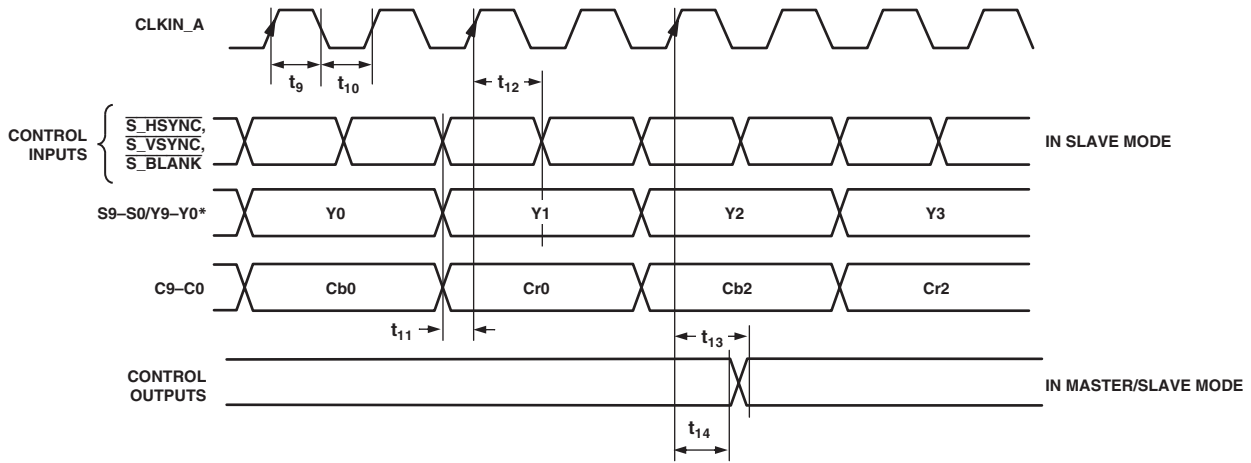 CLKIN_A
t9
t10
t12
CONTROL INPUTS
S_HSYNC,
S_VSYNC,
S_BLANK
IN SLAVE MODE
S9–S0/Y9–Y0*
Y0
Y1
Y2
Y3
C9–C0
Cb0
Cr0
Cb2
Cr2
t11
t13
CONTROL
OUTPUTS
IN MASTER/SLAVE MODE
t14